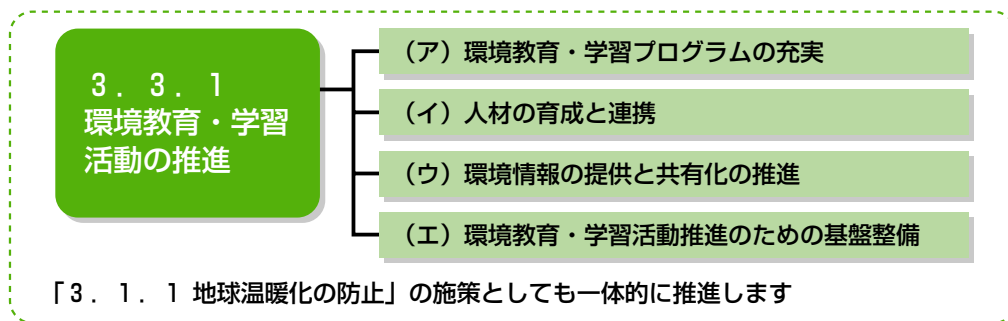 ３．３．１
環境教育・学習
活動の推進
（ア）環境教育・学習プログラムの充実
（イ）人材の育成と連携
（ウ）環境情報の提供と共有化の推進
（エ）環境教育・学習活動推進のための基盤整備
「３．１．１ 地球温暖化の防止」の施策としても一体的に推進します